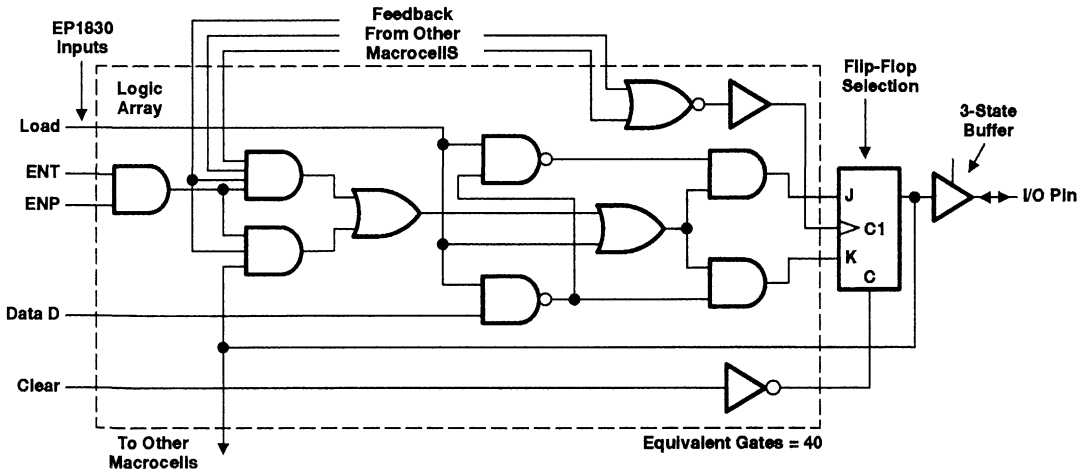 Feedback
From Other
MacrocellS
EP1830
Inputs
Logic
Array
Flip-Flop
Selection
3-State
Buffer
Load
ENT
ENP
J
C1
K
C
I/O Pin
Data D
Clear
To Other
Macrocells
Equivalent Gates = 40